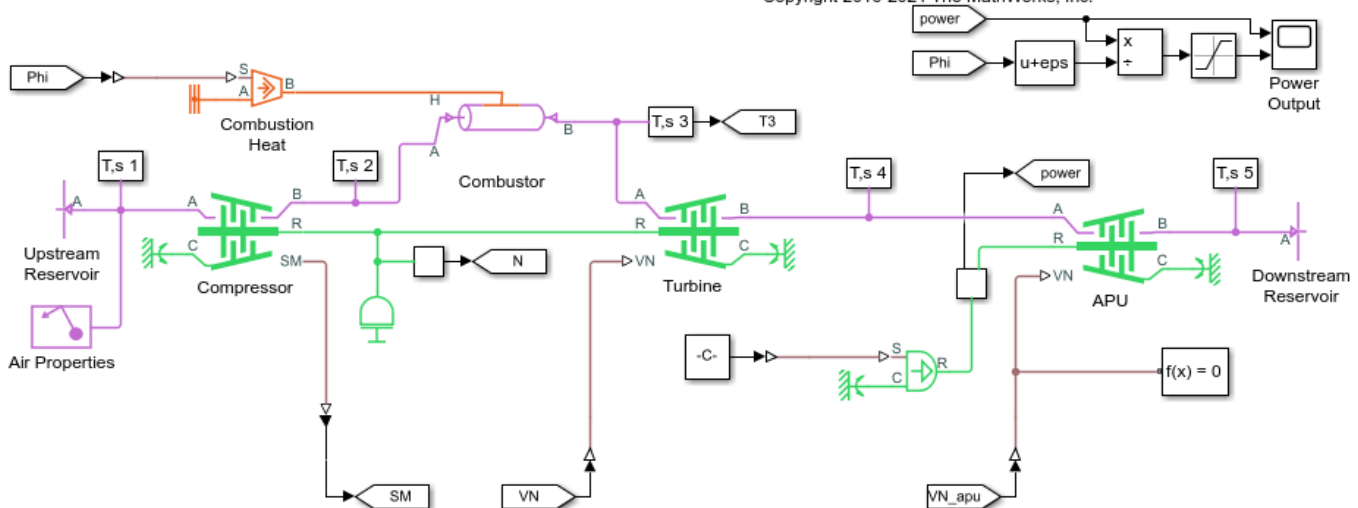 power
Phi
u+eps
x
÷
Power
Output
Phi
S
A
B
Combustion
Heat
H
A
B
Combustor
T,s 3
T3
T,s 1
T,s 2
T,s 4
power
T,s 5
A
Upstream
Reservoir
A
B
R
C
SM
Compressor
N
A
B
R
C
VN
Turbine
A
B
R
C
VN
APU
A
Downstream
Reservoir
Air Properties
-C-
S
C
R
f(x) = 0
SM
VN
VN_apu